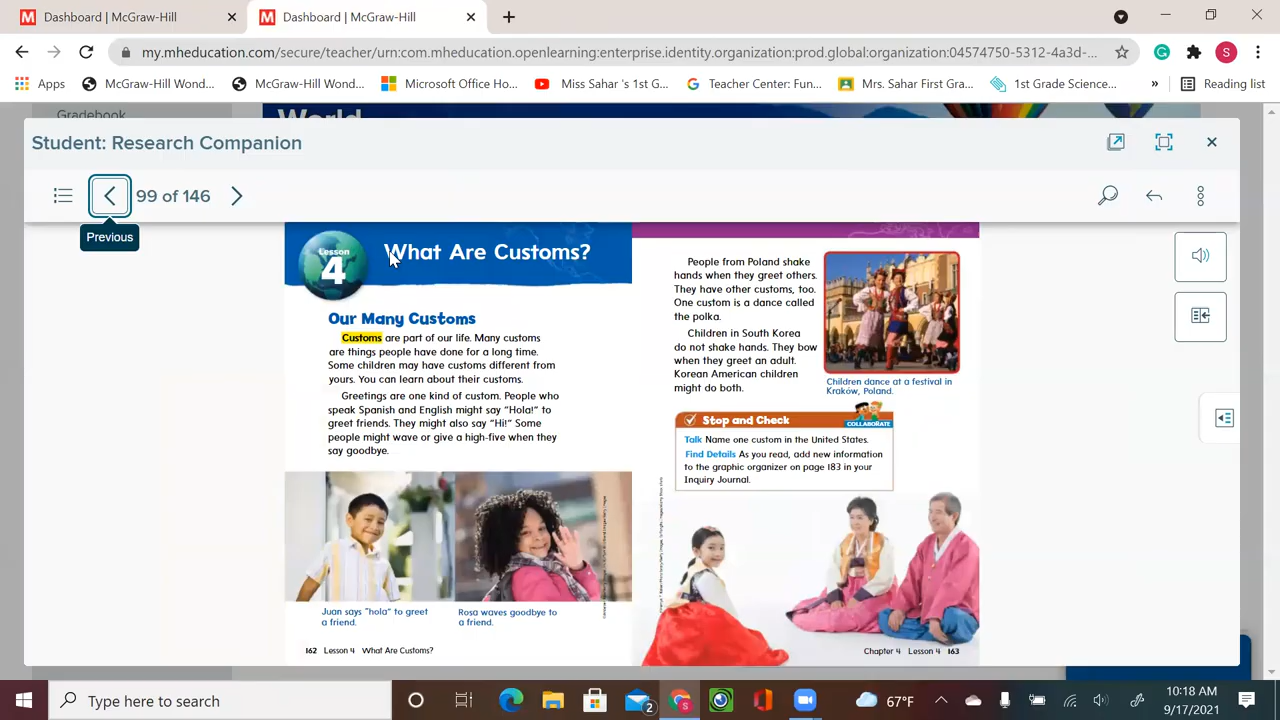 Dashboard | McGraw-Hill
Dashboard | McGraw-Hill
my.mheducation.com/secure/teacher/urn:com.mheducation.openlearning:enterprise.identity.organization:prod.global:organization:04574750-5312-4a3d-...
Apps
McGraw-Hill Wond...
McGraw-Hill Wond...
Microsoft Office Ho...
Miss Sahar 's 1st G...
Teacher Center: Fun...
Mrs. Sahar First Gra...
1st Grade Science...
»
Reading list
Gradebook
World
Student: Research Companion
99 of 146
Previous
Lesson
4
What Are Customs?
Our Many Customs
Customs are part of our life. Many customs
are things people have done for a long time.
Some children may have customs different from
yours. You can learn about their customs.
Greetings are one kind of custom. People who
speak Spanish and English might say “Hola!” to
greet friends. They might also say “Hi!” Some
people might wave or give a high-five when they
say goodbye.
Juan says “hola” to greet
a friend.
Rosa waves goodbye to
a friend.
162 Lesson 4 What Are Customs?
People from Poland shake
hands when they greet others.
They have other customs, too.
One custom is a dance called
the polka.
Children in South Korea
do not shake hands. They bow
when they greet an adult.
Korean American children
might do both.
Children dance at a festival in
Kraków, Poland.
Stop and Check
COLLABORATE
Talk Name one custom in the United States.
Find Details As you read, add new information
to the graphic organizer on page 183 in your
Inquiry Journal.
Chapter 4 Lesson 4 163
Type here to search
2
67°F
10:18 AM
9/17/2021